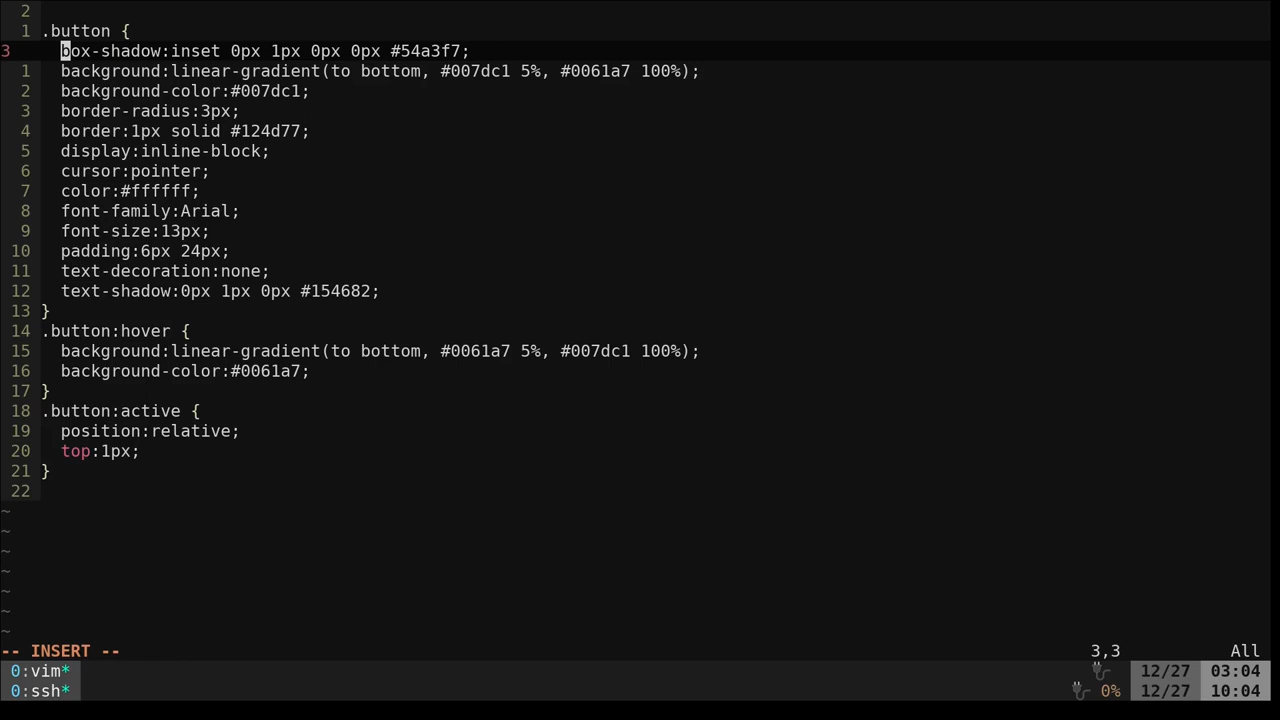 2
1 .button {
3 box-shadow:inset 0px 1px 0px 0px #54a3f7;
1 background:linear-gradient(to bottom, #007dc1 5%, #0061a7 100%);
2 background-color:#007dc1;
3 border-radius:3px;
4 border:1px solid #124d77;
5 display:inline-block;
6 cursor:pointer;
7 color:#ffffff;
8 font-family:Arial;
9 font-size:13px;
10 padding:6px 24px;
11 text-decoration:none;
12 text-shadow:0px 1px 0px #154682;
13 }
14 .button:hover {
15 background:linear-gradient(to bottom, #0061a7 5%, #007dc1 100%);
16 background-color:#0061a7;
17 }
18 .button:active {
19 position:relative;
20 top:1px;
21 }
22
~
~
~
~
~
~
~
-- INSERT -- 3,3 All
0:vim* 12/27 03:04
0:ssh* 0% 12/27 10:04